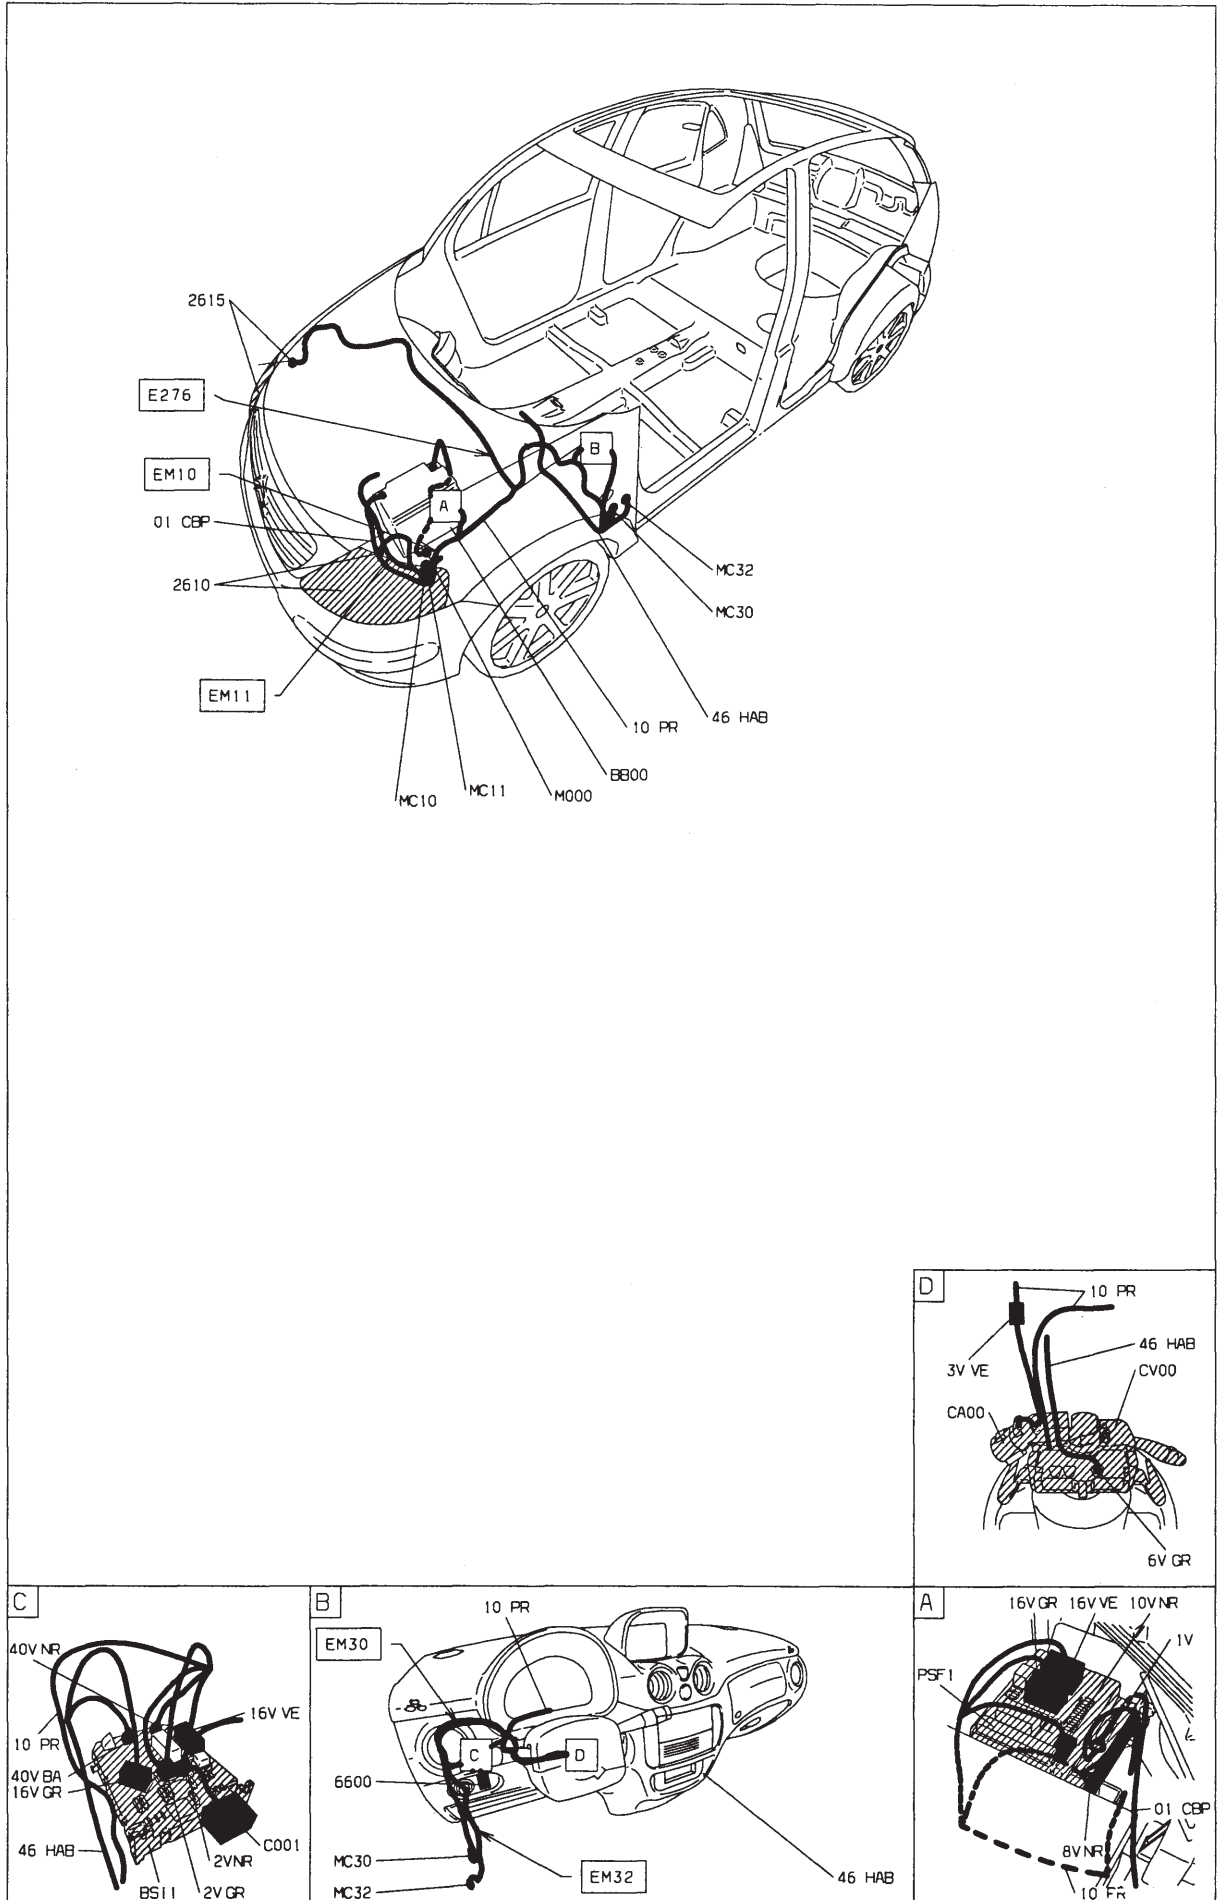 2615
E276
EM10
A
B
01 CBP
2610
MC32
MC30
EM11
46 HAB
10 PR
BB00
M000
MC11
MC10
D
10 PR
46 HAB
3V VE
CV00
CA00
6V GR
C
40V NR
16V VE
10 PR
40V BA
16V GR
46 HAB
C001
2V NR
BSI1
2V GR
B
10 PR
EM30
C
D
6600
MC30
MC32
EM32
46 HAB
A
16V GR
16V VE
10V NR
1V
PSF1
01 CBP
8V NR
10 PR